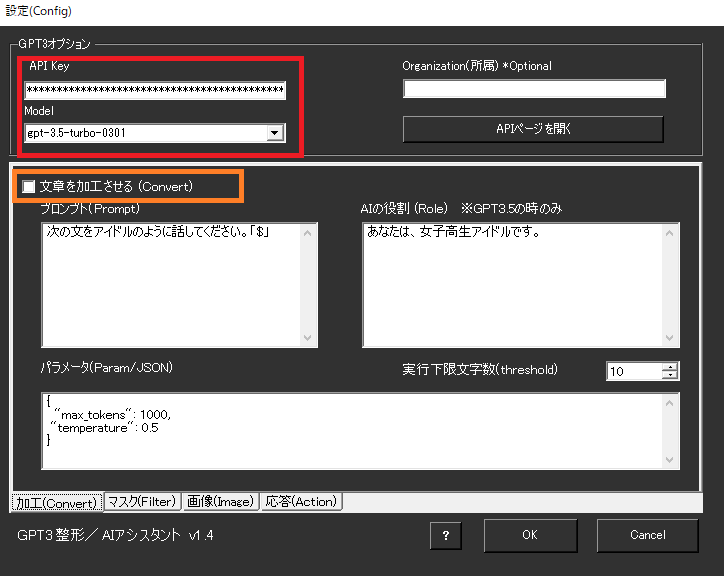 設定(Config)
GPT3オプション
API Key
Organization(所属) *Optional
*******************************************
Model
gpt-3.5-turbo-0301
APIページを開く
文章を加工させる (Convert)
プロンプト(Prompt)
AIの役割 (Role) ※GPT3.5の時のみ
次の文をアイドルのように話してください。「$」
あなたは、女子高生アイドルです。
パラメータ(Param/JSON)
実行下限文字数(threshold)
10
{
"max_tokens": 1000,
"temperature": 0.5
}
加工(Convert)
マスク(Filter)
画像(Image)
応答(Action)
GPT3 整形／ AIアシスタント v1.4
?
OK
Cancel